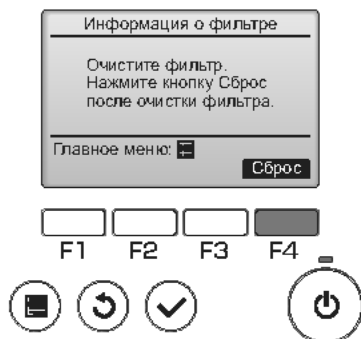 Информация о фильтре
Очистите фильтр.
Нажмите кнопку Сброс
после очистки фильтра.
Главное меню:
Сброс
F1 F2 F3 F4